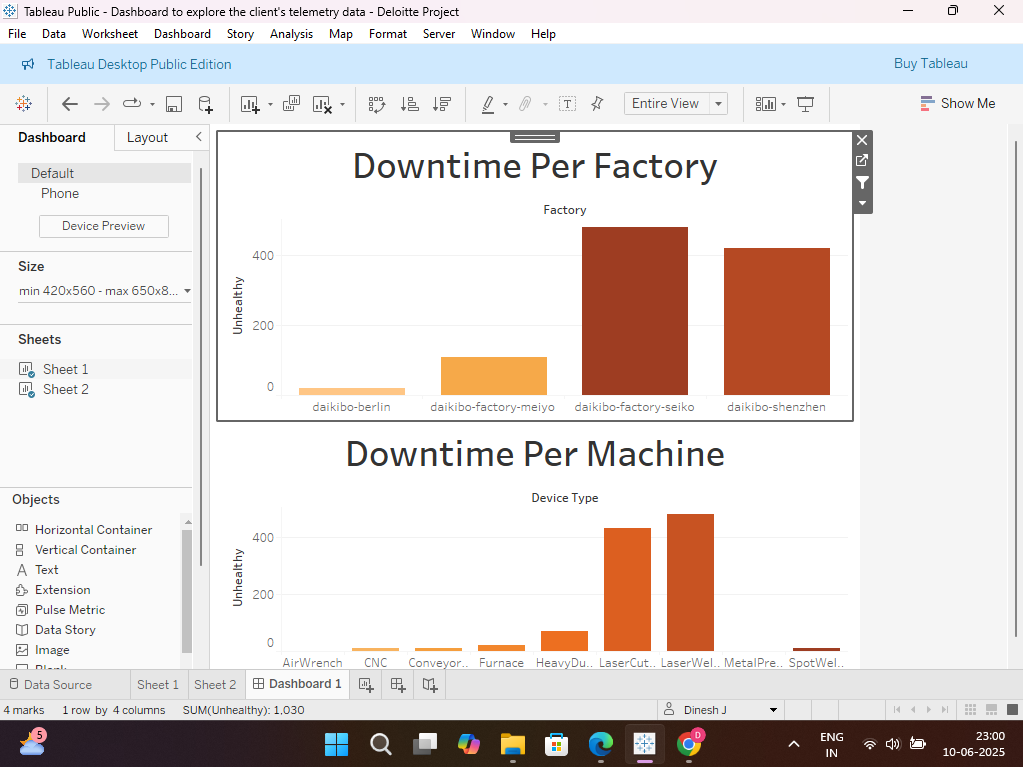 Tableau Public - Dashboard to explore the client's telemetry data - Deloitte Project
File Data Worksheet Dashboard Story Analysis Map Format Server Window Help
Tableau Desktop Public Edition Buy Tableau
Entire View Show Me
Dashboard Layout
Default
Phone
Device Preview
Size
min 420x560 - max 650x8...
Sheets
Sheet 1
Sheet 2
Objects
Horizontal Container
Vertical Container
Text
Extension
Pulse Metric
Data Story
Image
Downtime Per Factory
Factory
Unhealthy
400
200
0
daikibo-berlin daikibo-factory-meiyo daikibo-factory-seiko daikibo-shenzhen
Downtime Per Machine
Device Type
Unhealthy
400
200
0
AirWrench CNC Conveyor.. Furnace HeavyDu.. LaserCut.. LaserWel.. MetalPre.. SpotWel..
Data Source Sheet 1 Sheet 2 Dashboard 1
4 marks 1 row by 4 columns SUM(Unhealthy): 1,030 Dinesh J
5
D
ENG
IN
23:00
10-06-2025